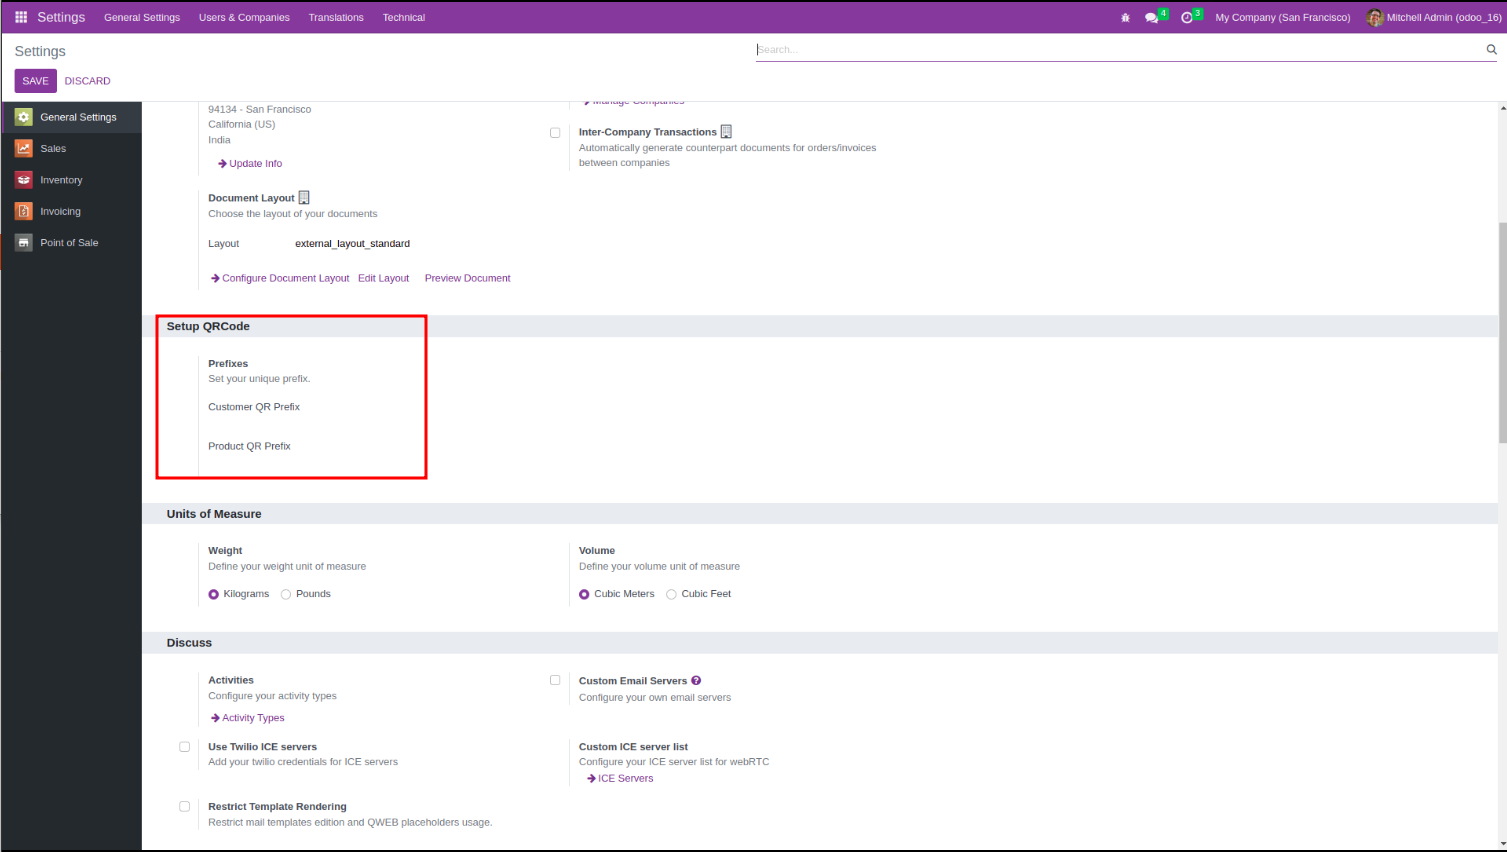 Settings General Settings Users & Companies Translations Technical 4 3 My Company (San Francisco) Mitchell Admin (odoo_16)
Settings
Search...
SAVE DISCARD
General Settings
Sales
Inventory
Invoicing
Point of Sale
Manage Companies
94134 - San Francisco
California (US)
India
Update Info
Inter-Company Transactions
Automatically generate counterpart documents for orders/invoices
between companies
Document Layout
Choose the layout of your documents
Layout external_layout_standard
Configure Document Layout Edit Layout Preview Document
Setup QRCode
Prefixes
Set your unique prefix.
Customer QR Prefix
Product QR Prefix
Units of Measure
Weight
Define your weight unit of measure
Kilograms Pounds
Volume
Define your volume unit of measure
Cubic Meters Cubic Feet
Discuss
Activities
Configure your activity types
Activity Types
Custom Email Servers ?
Configure your own email servers
Use Twilio ICE servers
Add your twilio credentials for ICE servers
Custom ICE server list
Configure your ICE server list for webRTC
ICE Servers
Restrict Template Rendering
Restrict mail templates edition and QWEB placeholders usage.